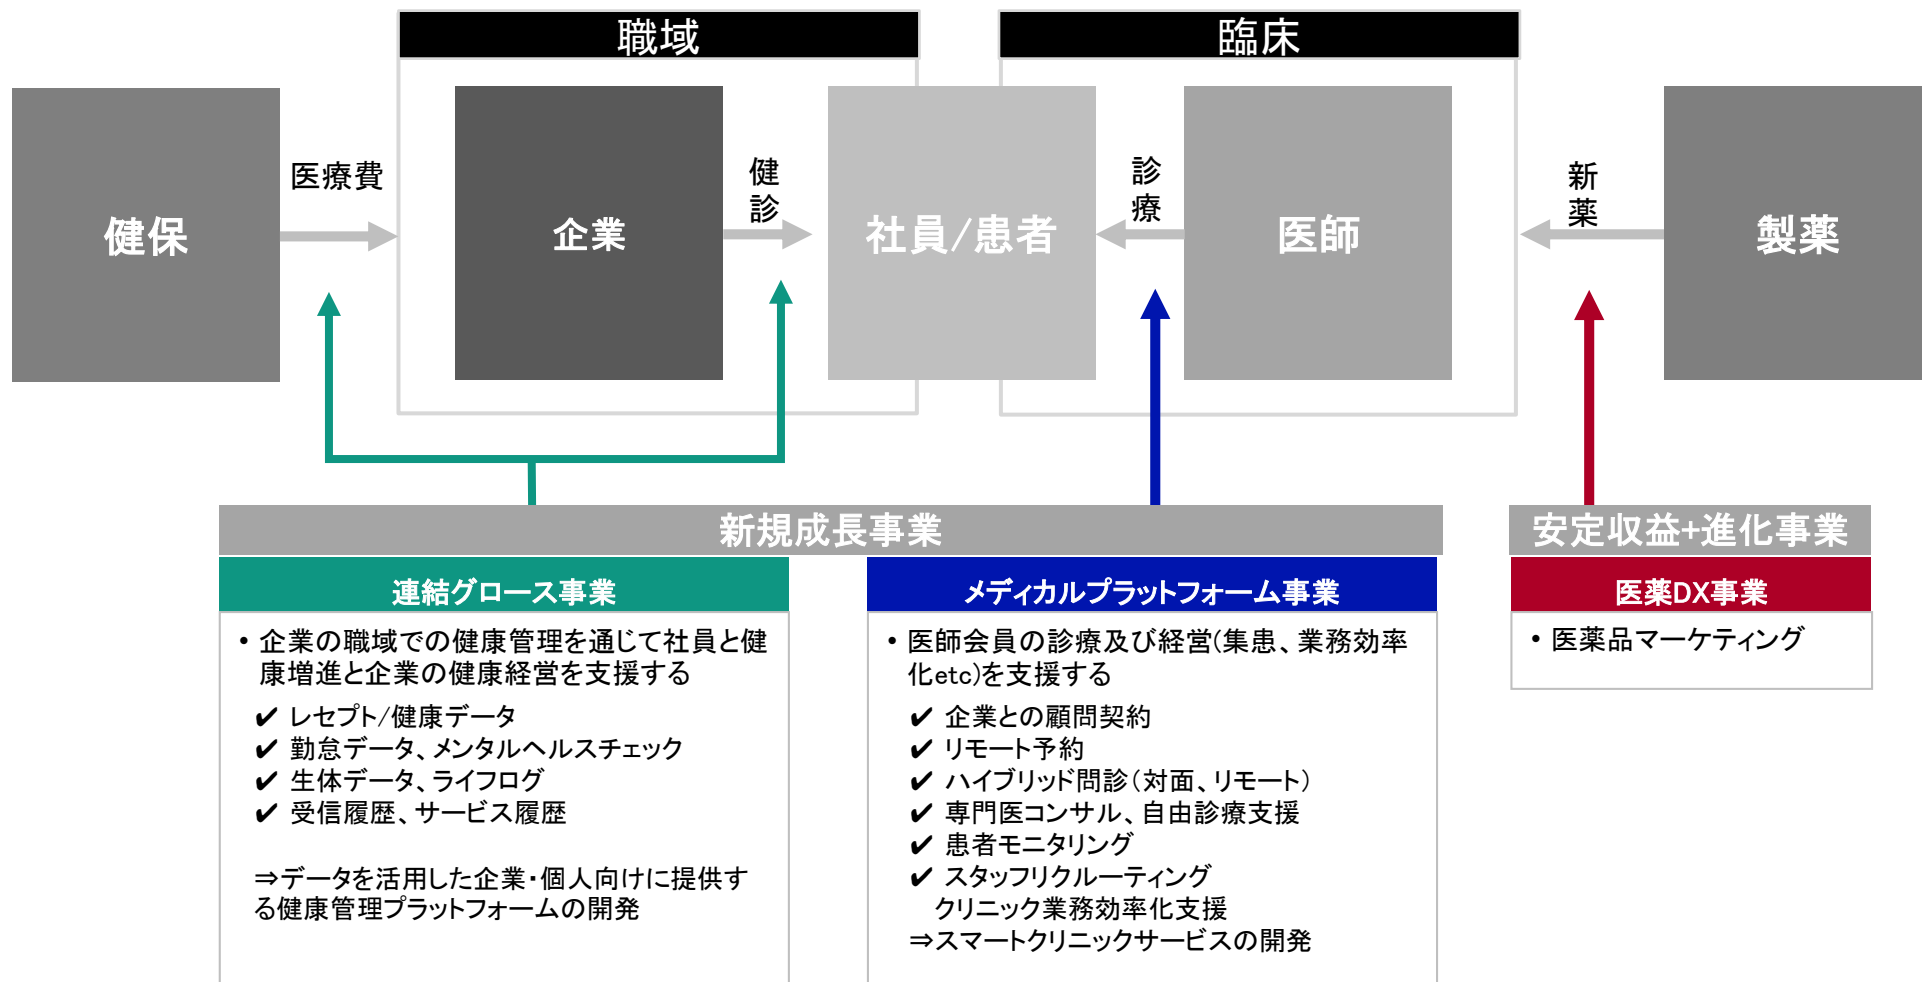 職域
臨床
健保
医療費
企業
健
診
社員/患者
診
療
医師
新
薬
製薬
新規成長事業
安定収益+進化事業
連結グロース事業
・企業の職域での健康管理を通じて社員と健
康増進と企業の健康経営を支援する
✔ レセプト/健康データ
✔ 勤怠データ、メンタルヘルスチェック
✔ 生体データ、ライフログ
✔ 受信履歴、サービス履歴
⇒データを活用した企業・個人向けに提供す
る健康管理プラットフォームの開発
メディカルプラットフォーム事業
・医師会員の診療及び経営(集患、業務効率
化etc)を支援する
✔ 企業との顧問契約
✔ リモート予約
✔ ハイブリッド問診（対面、リモート）
✔ 専門医コンサル、自由診療支援
✔ 患者モニタリング
✔ スタッフリクルーティング
クリニック業務効率化支援
⇒スマートクリニックサービスの開発
医薬DX事業
・医薬品マーケティング